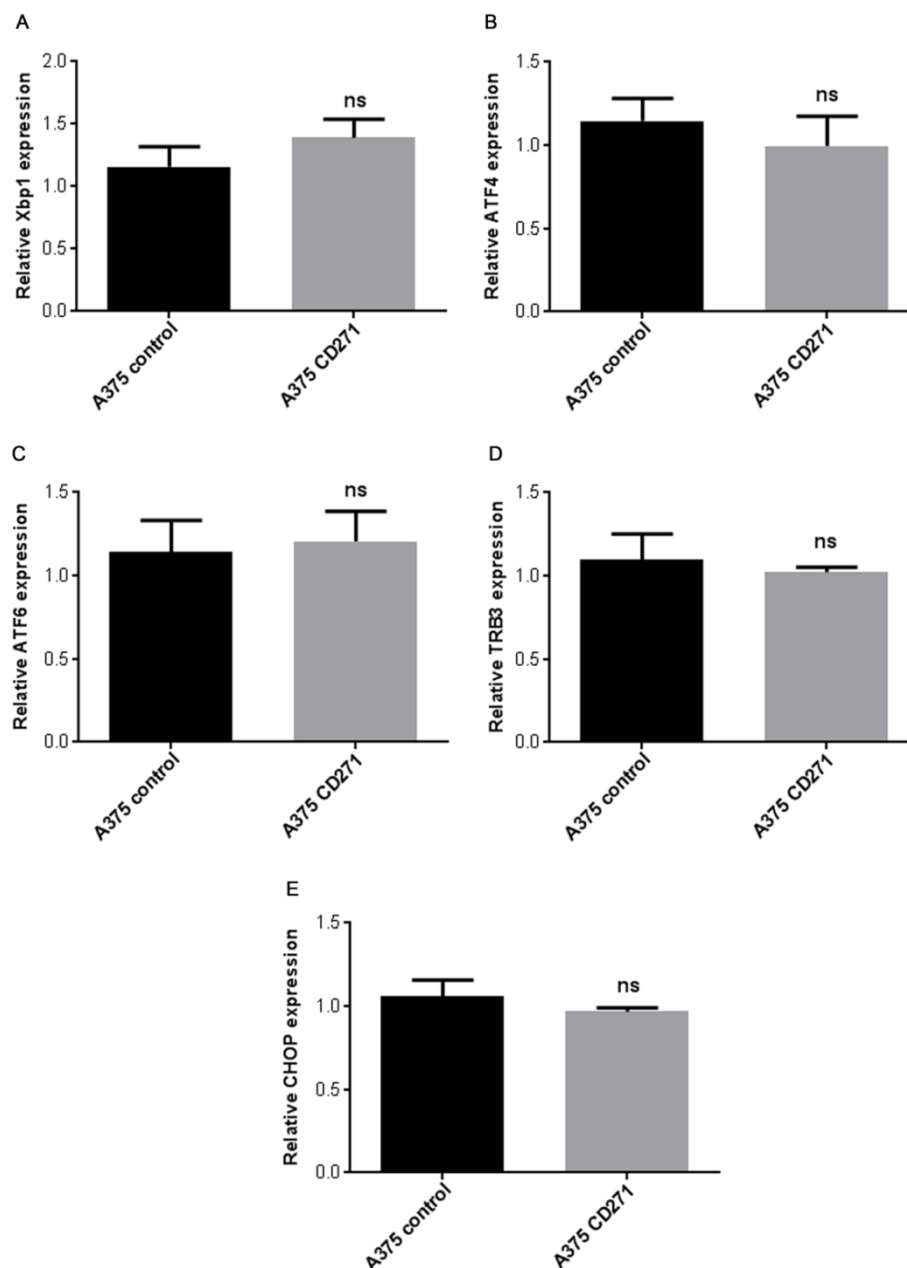 A
Relative Xbp1 expression
2.0
1.5
1.0
0.5
0.0
ns
A375 control
A375 CD271
B
Relative ATF4 expression
1.5
1.0
0.5
0.0
ns
A375 control
A375 CD271
C
Relative ATF6 expression
1.5
1.0
0.5
0.0
ns
A375 control
A375 CD271
D
Relative TRB3 expression
1.5
1.0
0.5
0.0
ns
A375 control
A375 CD271
E
Relative CHOP expression
1.5
1.0
0.5
0.0
ns
A375 control
A375 CD271